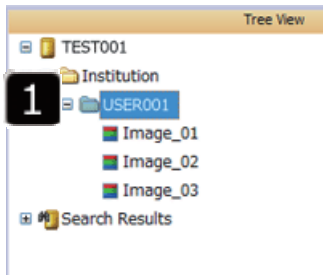 Tree View
TEST001
Institution
1
USER001
Image_01
Image_02
Image_03
Search Results